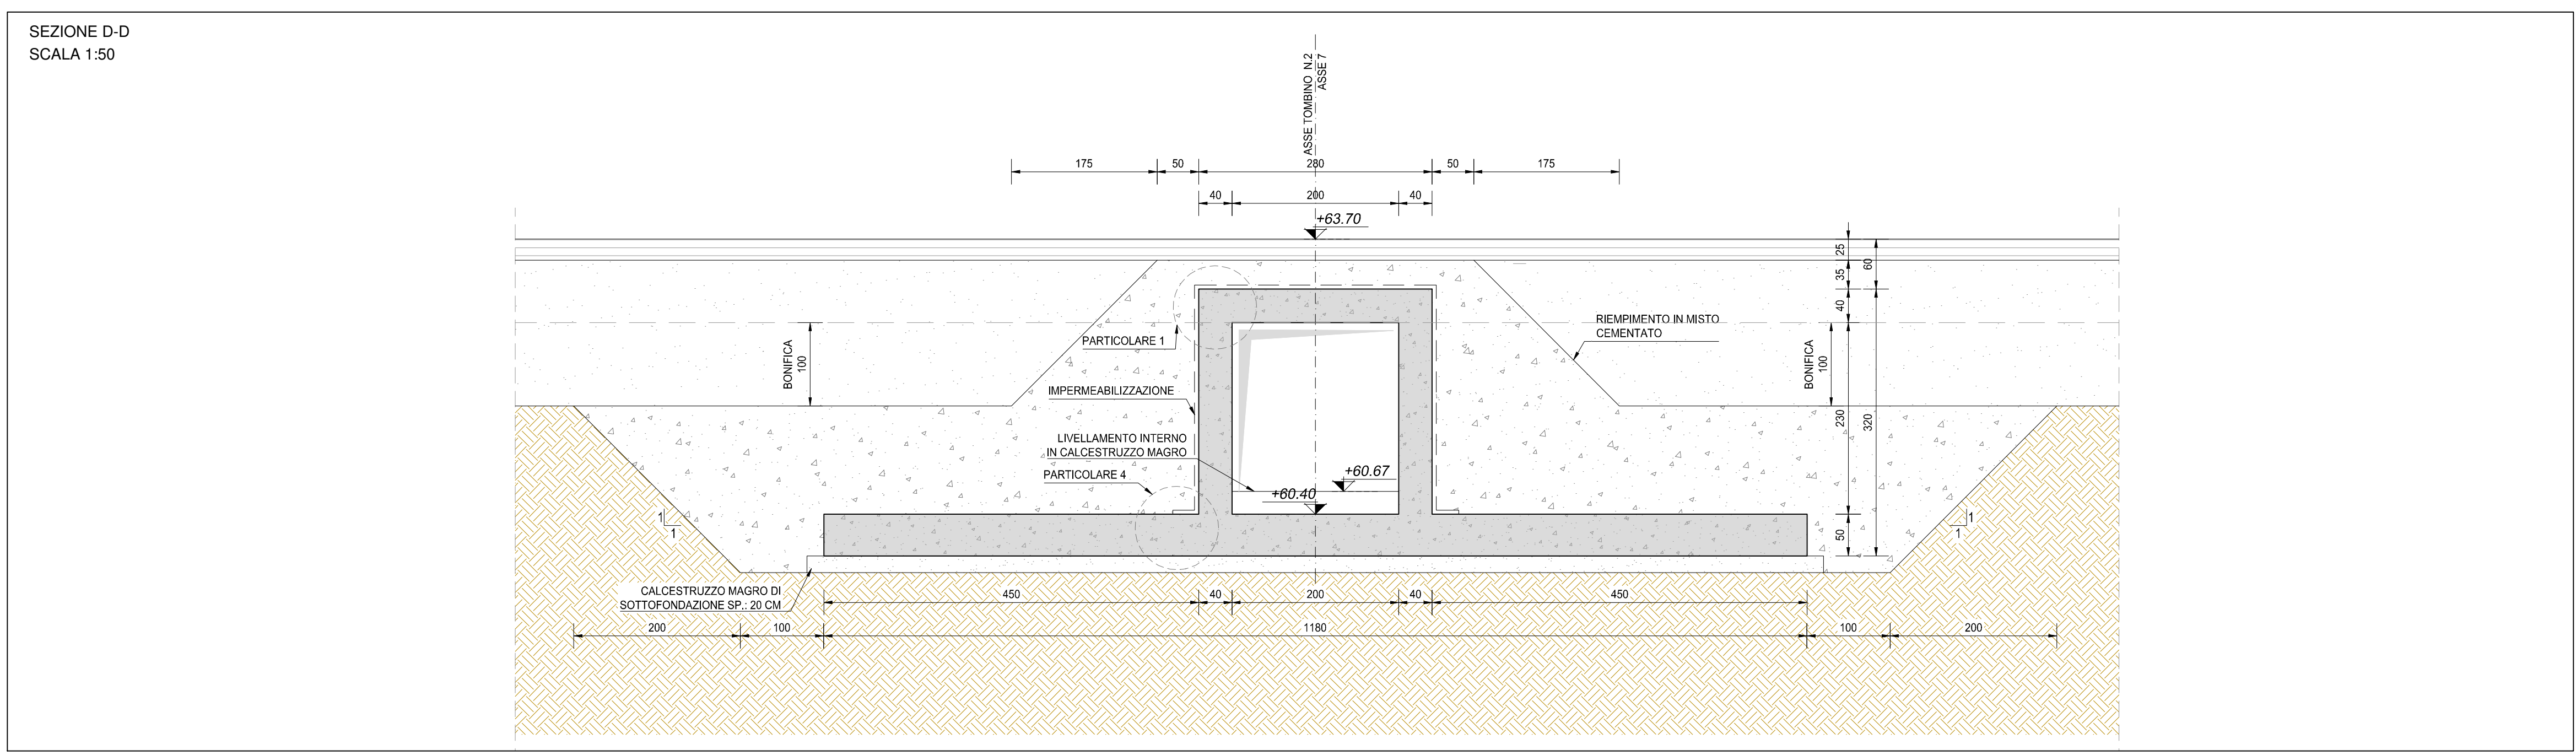 SEZIONE D-D
SCALA 1:50
ASSE TOMBINO N.2
ASSE 7
175 50 280 50 175
40 200 40
+63.70
25
60
35
40
PARTICOLARE 1
RIEMPIMENTO IN MISTO
CEMENTATO
BONIFICA
100
BONIFICA
100
IMPERMEABILIZZAZIONE
230
320
LIVELLAMENTO INTERNO
IN CALCESTRUZZO MAGRO
PARTICOLARE 4
+60.67
+60.40
1
1
1
1
50
CALCESTRUZZO MAGRO DI
SOTTOFONDAZIONE SP.: 20 CM
450 40 200 40 450
200 100 1180 100 200